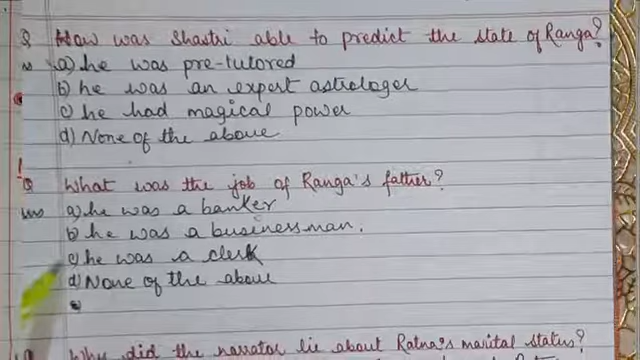 Q How was Shastri able to predict the state of Ranga?
a) he was pre-tutored
b) he was an expert astrologer
c) he had magical power
d) None of the above
Q What was the job of Ranga's father?
Ans a) he was a banker
b) he was a businessman.
c) he was a clerk
d) None of the above
Why did the narrator lie about Ratna's marital status?